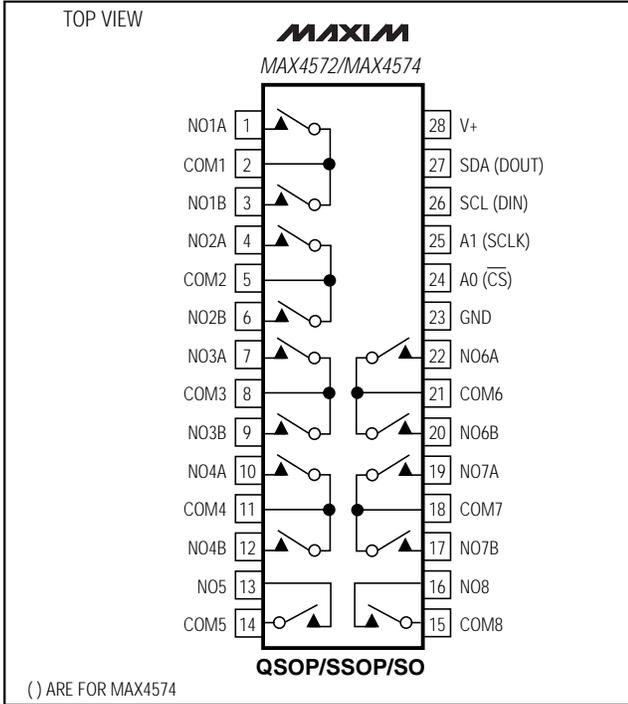 TOP VIEW
MAXIM
MAX4572/MAX4574
NO1A 1 28 V+
COM1 2 27 SDA (DOUT)
NO1B 3 26 SCL (DIN)
NO2A 4 25 A1 (SCLK)
COM2 5 24 A0 (C̅S̅)
NO2B 6 23 GND
NO3A 7 22 NO6A
COM3 8 21 COM6
NO3B 9 20 NO6B
NO4A 10 19 NO7A
COM4 11 18 COM7
NO4B 12 17 NO7B
NO5 13 16 NO8
COM5 14 15 COM8
QSOP/SSOP/SO
( ) ARE FOR MAX4574